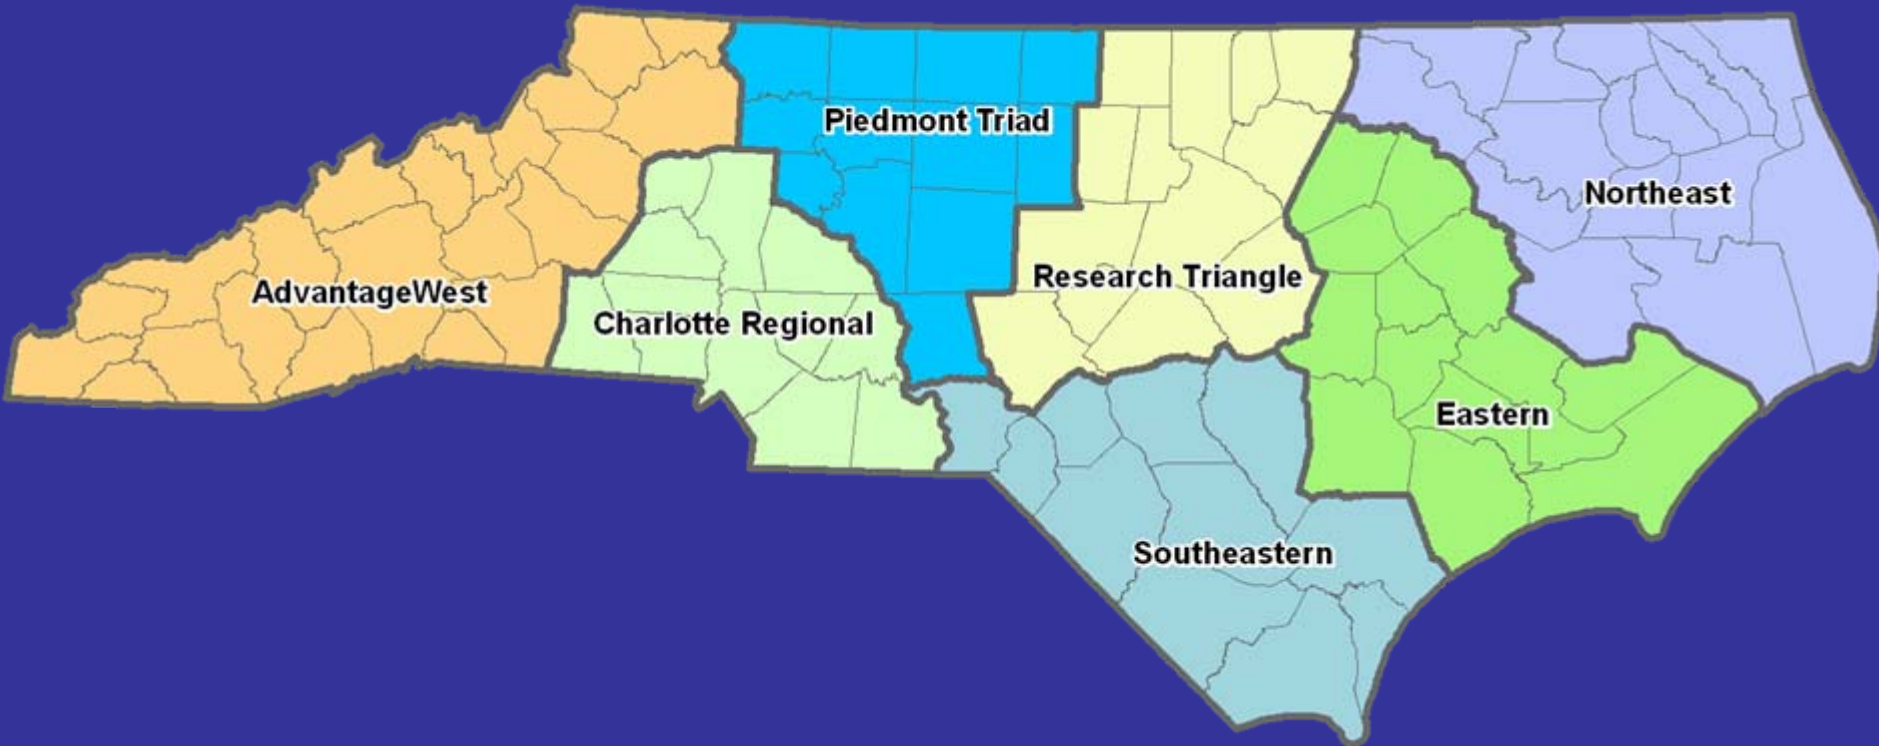 Piedmont Triad
Northeast
AdvantageWest
Research Triangle
Charlotte Regional
Eastern
Southeastern